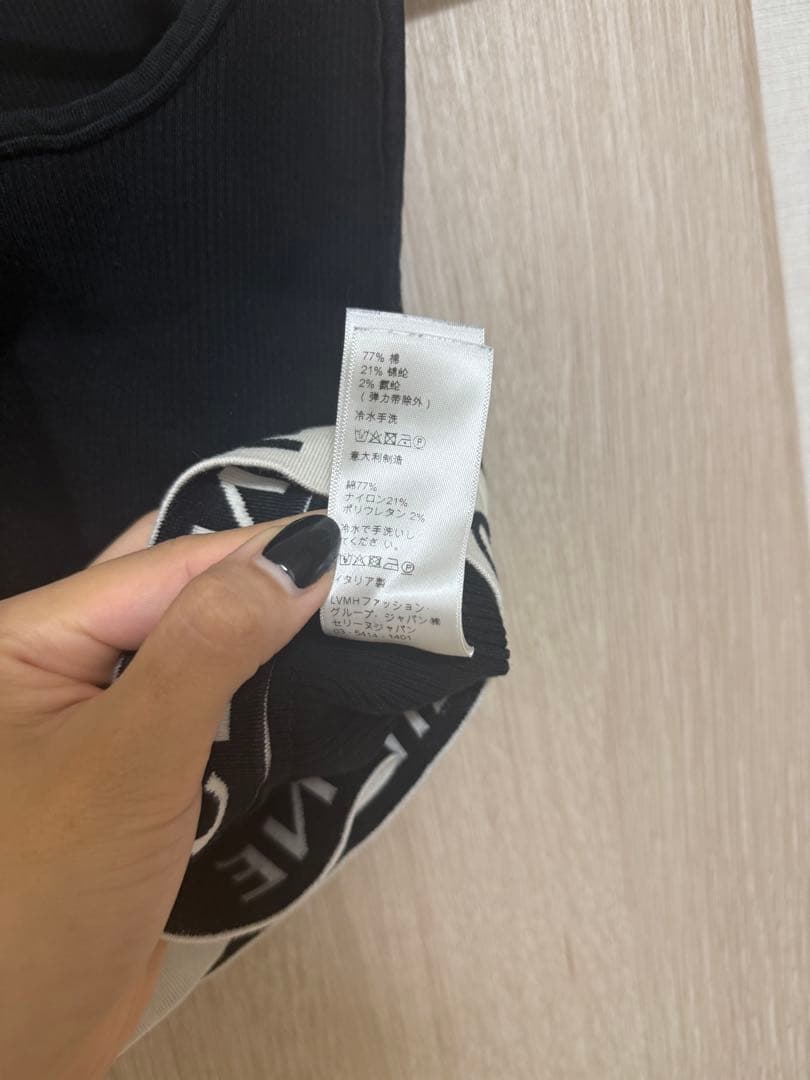 77% 棉
21% 锦纶
2% 氨纶
( 弹力带除外 )
冷水手洗
P
意大利制造
綿77%
ナイロン21%
ポリウレタン 2%
冷水で手洗いし
てくださ い。
P
イタリア製
LVMHファッション・
グループ・ジャパン㈱
セリーヌジャパン
03 - 5414 - 1401
INE